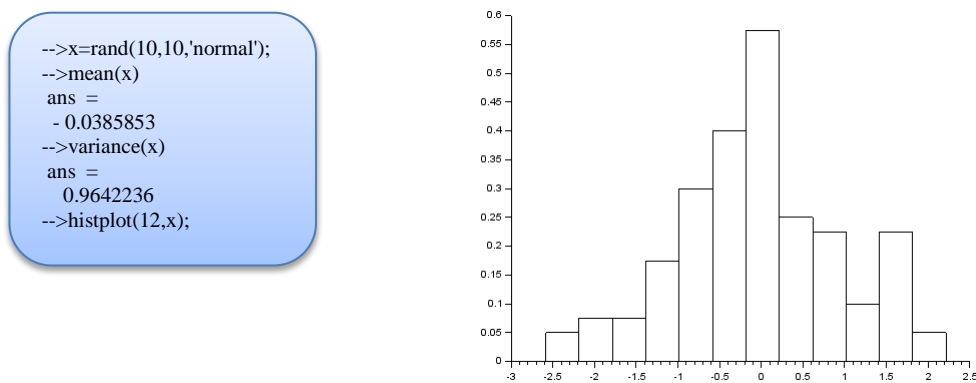 -->x=rand(10,10,'normal');
-->mean(x)
ans =
- 0.0385853
-->variance(x)
ans =
0.9642236
-->histplot(12,x);
0.6
0.55
0.5
0.45
0.4
0.35
0.3
0.25
0.2
0.15
0.1
0.05
0
-3 -2.5 -2 -1.5 -1 -0.5 0 0.5 1 1.5 2 2.5